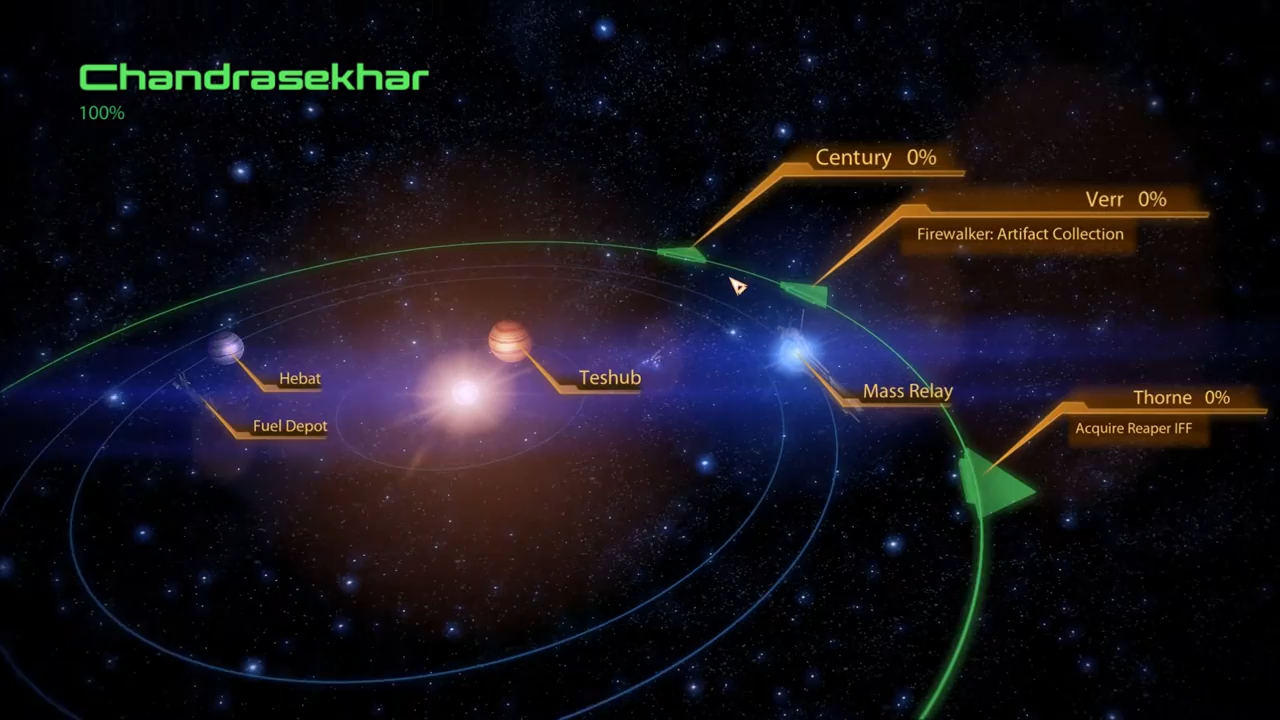 Chandrasekhar
100%
Century 0%
Verr 0%
Firewalker: Artifact Collection
Hebat
Teshub
Mass Relay
Thorne 0%
Acquire Reaper IFF
Fuel Depot